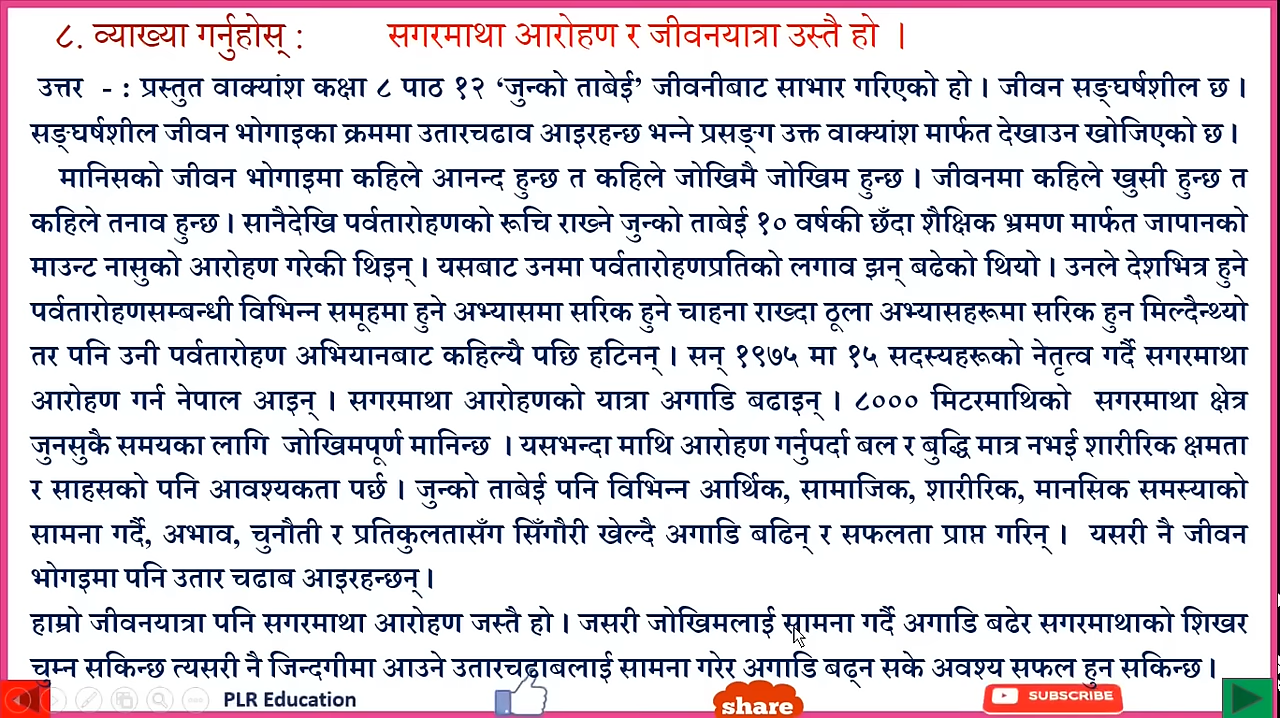 ८. व्याख्या गर्नुहोस् : सगरमाथा आरोहण र जीवनयात्रा उस्तै हो ।
उत्तर - : प्रस्तुत वाक्यांश कक्षा ८ पाठ १२ ‘जुन्को ताबेई’ जीवनीबाट साभार गरिएको हो । जीवन सङ्घर्षशील छ ।
सङ्घर्षशील जीवन भोगाइका क्रममा उतारचढाव आइरहन्छ भन्ने प्रसङ्ग उक्त वाक्यांश मार्फत देखाउन खोजिएको छ ।
मानिसको जीवन भोगाइमा कहिले आनन्द हुन्छ त कहिले जोखिमै जोखिम हुन्छ । जीवनमा कहिले खुसी हुन्छ त
कहिले तनाव हुन्छ । सानैदेखि पर्वतारोहणको रूचि राख्ने जुन्को ताबेई १० वर्षकी छँदा शैक्षिक भ्रमण मार्फत जापानको
माउन्ट नासुको आरोहण गरेकी थिइन् । यसबाट उनमा पर्वतारोहणप्रतिको लगाव झन् बढेको थियो । उनले देशभित्र हुने
पर्वतारोहणसम्बन्धी विभिन्न समूहमा हुने अभ्यासमा सरिक हुने चाहना राख्दा ठूला अभ्यासहरूमा सरिक हुन मिल्दैन्थ्यो
तर पनि उनी पर्वतारोहण अभियानबाट कहिल्यै पछि हटिनन् । सन् १९७५ मा १५ सदस्यहरूको नेतृत्व गर्दै सगरमाथा
आरोहण गर्न नेपाल आइन् । सगरमाथा आरोहणको यात्रा अगाडि बढाइन् । ८००० मिटरमाथिको सगरमाथा क्षेत्र
जुनसुकै समयका लागि जोखिमपूर्ण मानिन्छ । यसभन्दा माथि आरोहण गर्नुपर्दा बल र बुद्धि मात्र नभई शारीरिक क्षमता
र साहसको पनि आवश्यकता पर्छ । जुन्को ताबेई पनि विभिन्न आर्थिक, सामाजिक, शारीरिक, मानसिक समस्याको
सामना गर्दै, अभाव, चुनौती र प्रतिकुलतासँग सिँगौरी खेल्दै अगाडि बढिन् र सफलता प्राप्त गरिन् । यसरी नै जीवन
भोगइमा पनि उतार चढाब आइरहन्छन् ।
हाम्रो जीवनयात्रा पनि सगरमाथा आरोहण जस्तै हो । जसरी जोखिमलाई सामना गर्दै अगाडि बढेर सगरमाथाको शिखर
चुम्न सकिन्छ त्यसरी नै जिन्दगीमा आउने उतारचढाबलाई सामना गरेर अगाडि बढ्न सके अवश्य सफल हुन सकिन्छ ।
PLR Education
share
SUBSCRIBE